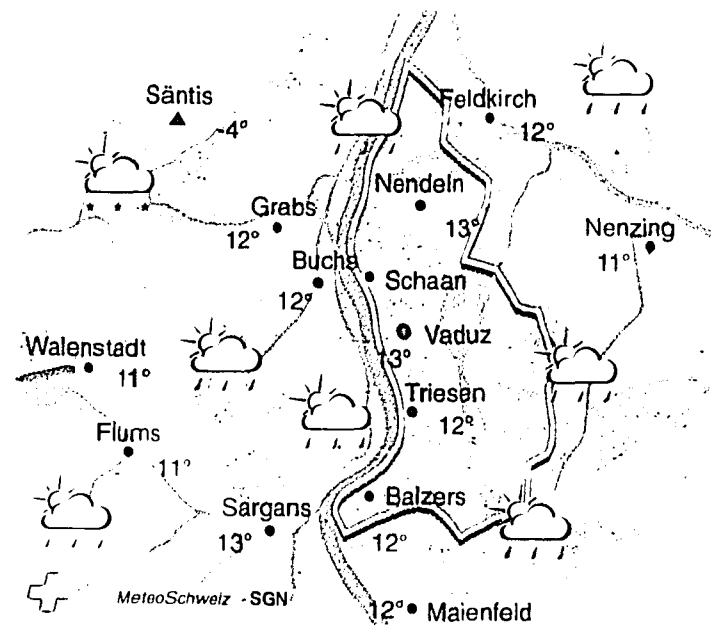 Säntis
-4°
Feldkirch
12°
Nendeln
13°
Grabs
12°
Nenzing
11°
Buchs
12°
Schaan
Vaduz
13°
Walenstadt
11°
Triesen
12°
Flums
11°
Balzers
12°
Sargans
13°
MeteoSchweiz - SGN
12° Maienfeld